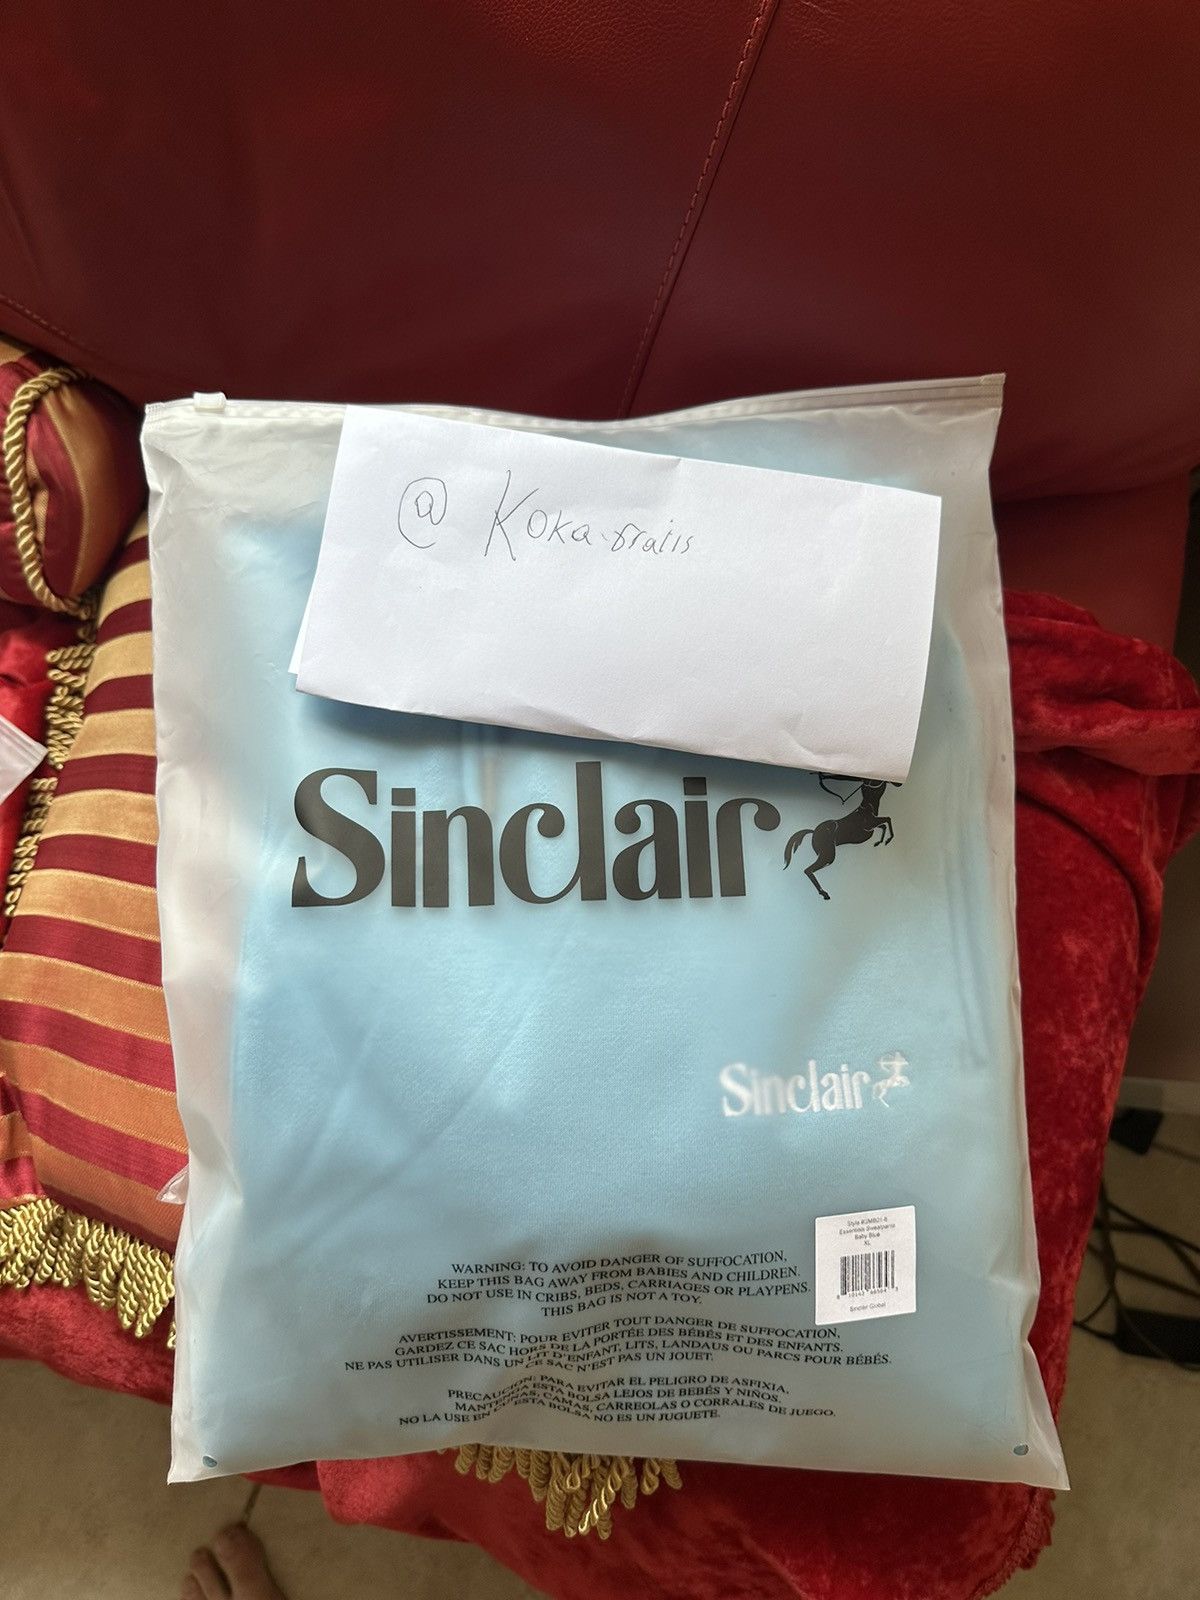 @ Koka.frails
Sinclair
Sinclair
Essentials Sweatpants
Baby Blue
XL
Sinclair Global
WARNING: TO AVOID DANGER OF SUFFOCATION,
KEEP THIS BAG AWAY FROM BABIES AND CHILDREN.
DO NOT USE IN CRIBS, BEDS, CARRIAGES OR PLAYPENS.
THIS BAG IS NOT A TOY.
AVERTISSEMENT: POUR EVITER TOUT DANGER DE SUFFOCATION,
GARDEZ CE SAC HORS DE LA PORTÉE DES BÉBÉS ET DES ENFANTS.
NE PAS UTILISER DANS UN LIT D'ENFANT, LITS, LANDAUS OU PARCS POUR BÉBÉS.
CE SAC N'EST PAS UN JOUET.
PRECAUCION: PARA EVITAR EL PELIGRO DE ASFIXIA,
MANTENGA ESTA BOLSA LEJOS DE BEBÉS Y NIÑOS.
NO LA USE EN CUNAS, CAMAS, CARREOLAS O CORRALES DE JUEGO.
ESTA BOLSA NO ES UN JUGUETE.